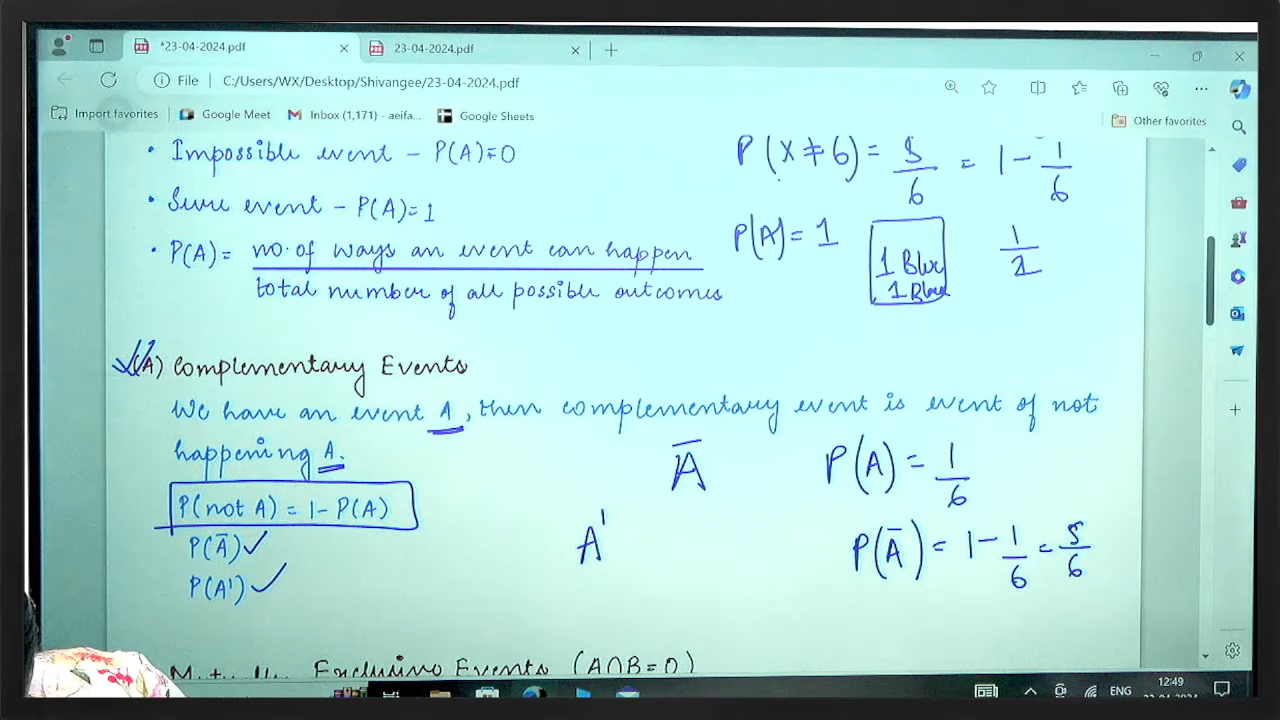 *23-04-2024.pdf
23-04-2024.pdf
File C:/Users/WX/Desktop/Shivangee/23-04-2024.pdf
Import favorites Google Meet Inbox (1,171) - aeifa... Google Sheets Other favorites
• Impossible event - P(A)=0
• Sure event - P(A)=1
• P(A)= no. of ways an event can happen
total number of all possible outcomes
P(X≠6) = 5/6 = 1 - 1/6
P(A) = 1
1 Blue
1 Blue
1/2
(A) Complementary Events
We have an event A, then complementary event is event of not
happening A.
P(not A) = 1 - P(A)
P(Ā) ✓
P(A') ✓
Ā
A'
P(A) = 1/6
P(Ā) = 1 - 1/6 = 5/6
Exclusive Events (A∩B=0)
ENG
12:49